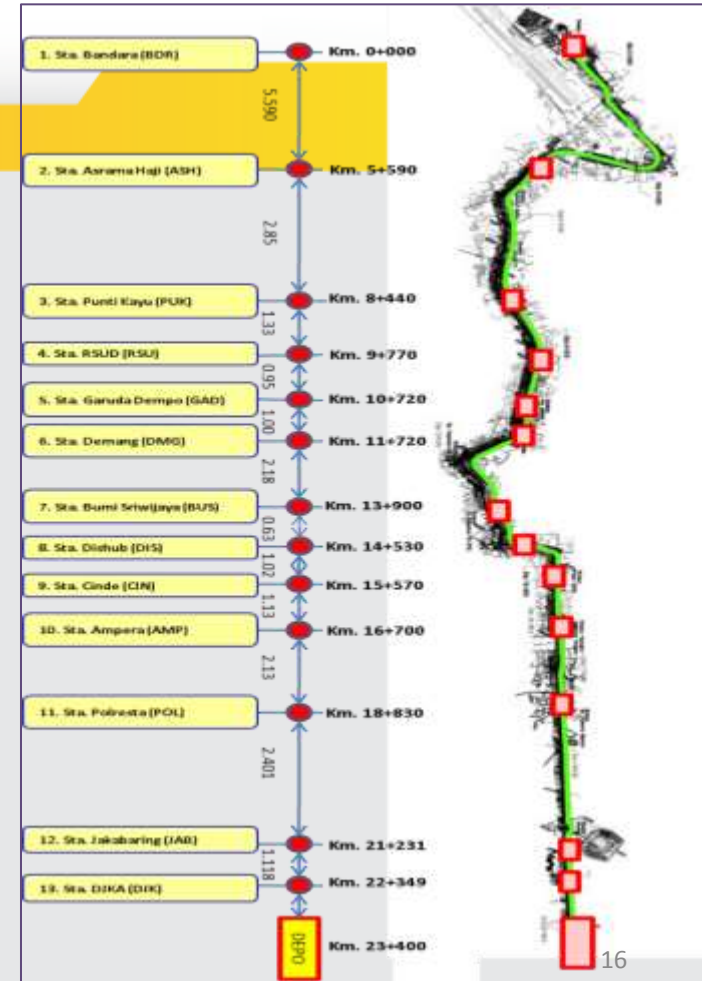 1. Sta. Bandara (BDR)
Km. 0+000
5.590
2. Sta. Asrama Haji (ASH)
Km. 5+590
2.85
3. Sta. Punti Kayu (PUK)
Km. 8+440
1.33
4. Sta. RSUD (RSU)
Km. 9+770
0.95
5. Sta. Garuda Dempo (GAD)
Km. 10+720
1.00
6. Sta. Demang (DMG)
Km. 11+720
2.18
7. Sta. Bumi Sriwijaya (BUS)
Km. 13+900
0.63
8. Sta. Dishub (DIS)
Km. 14+530
1.02
9. Sta. Cinde (CIN)
Km. 15+570
1.13
10. Sta. Ampera (AMP)
Km. 16+700
2.13
11. Sta. Polresta (POL)
Km. 18+830
2.401
12. Sta. Jakabaring (JAB)
Km. 21+231
1.118
13. Sta. DJKA (DJK)
Km. 22+349
DEPO
Km. 23+400
16